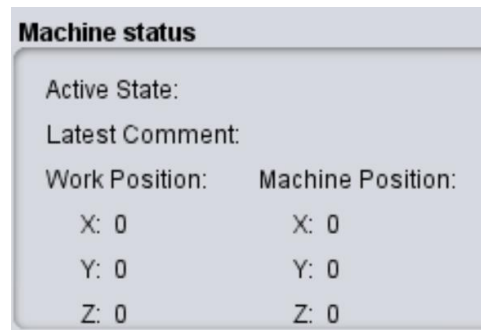 Machine status
Active State:
Latest Comment:
Work Position: Machine Position:
X: 0 X: 0
Y: 0 Y: 0
Z: 0 Z: 0